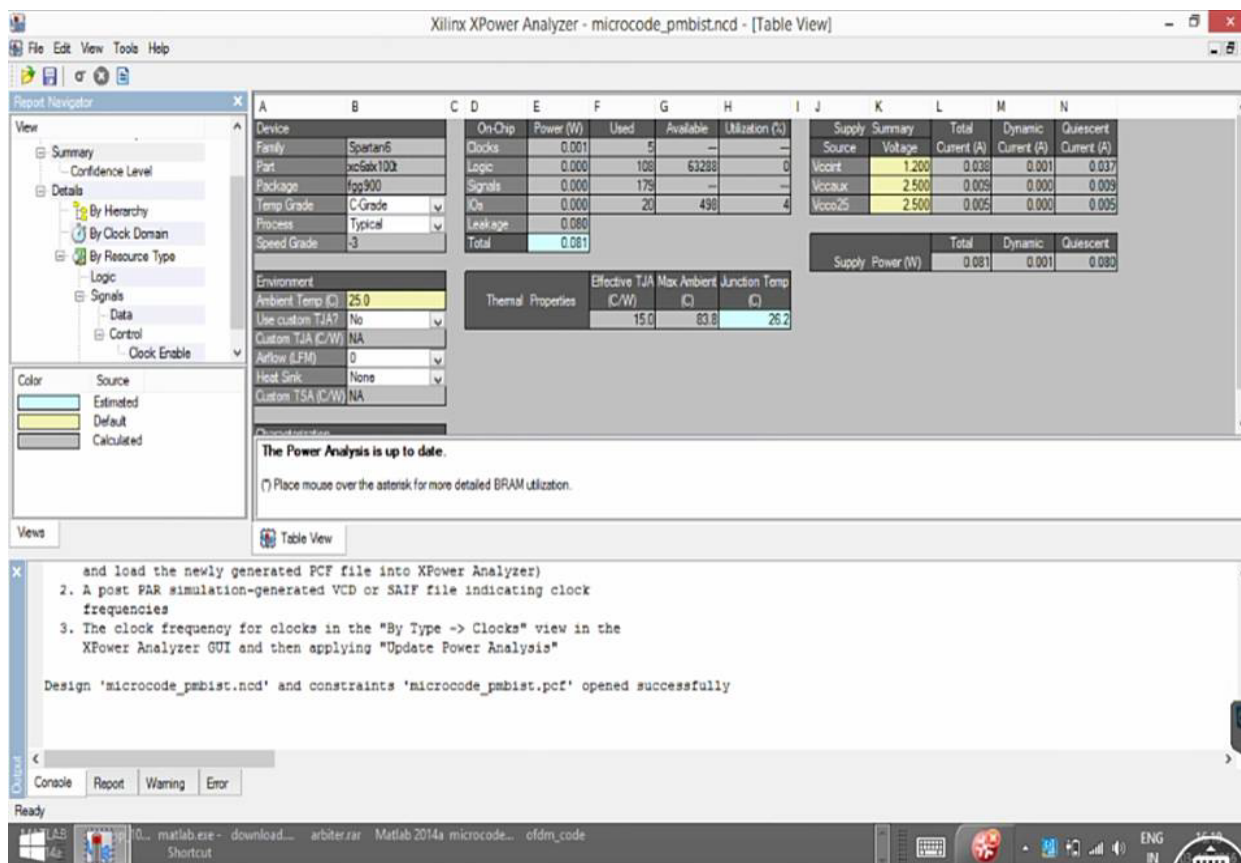 Xilinx XPower Analyzer - microcode_pmbist.ncd - [Table View]
File Edit View Tools Help
Report Navigator
View
Summary
Confidence Level
Details
By Hierarchy
By Clock Domain
By Resource Type
Logic
Signals
Data
Control
Clock Enable
Color Source
Estimated
Default
Calculated
Views
A B C D E F G H I J K L M N
Device
Family Spartan6
Part xc6slx100t
Package fgg900
Temp Grade C-Grade
Process Typical
Speed Grade -3
Environment
Ambient Temp (C) 25.0
Use custom TJA? No
Custom TJA (C/W) NA
Airflow (LFM) 0
Heat Sink None
Custom TSA (C/W) NA
Characterization
On-Chip Power (W) Used Available Utilization (%)
Clocks 0.001 5 --- ---
Logic 0.000 108 63288 0
Signals 0.000 179 --- ---
IOs 0.000 20 498 4
Leakage 0.080
Total 0.081
Effective TJA Max Ambient Junction Temp
Thermal Properties (C/W) (C) (C)
15.0 83.8 26.2
Supply Summary Total Dynamic Quiescent
Source Voltage Current (A) Current (A) Current (A)
Vccint 1.200 0.038 0.001 0.037
Vccaux 2.500 0.009 0.000 0.009
Vcco25 2.500 0.005 0.000 0.005
Total Dynamic Quiescent
Supply Power (W) 0.081 0.001 0.080
The Power Analysis is up to date.
(*) Place mouse over the asterisk for more detailed BRAM utilization.
Table View
and load the newly generated PCF file into XPower Analyzer)
2. A post PAR simulation-generated VCD or SAIF file indicating clock
frequencies
3. The clock frequency for clocks in the "By Type -> Clocks" view in the
XPower Analyzer GUI and then applying "Update Power Analysis"
Design 'microcode_pmbist.ncd' and constraints 'microcode_pmbist.pcf' opened successfully
Output
Console Report Warning Error
Ready
matlab.exe - download.... arbiter.rar Matlab 2014a microcode... ofdm_code
Shortcut
ENG
IN